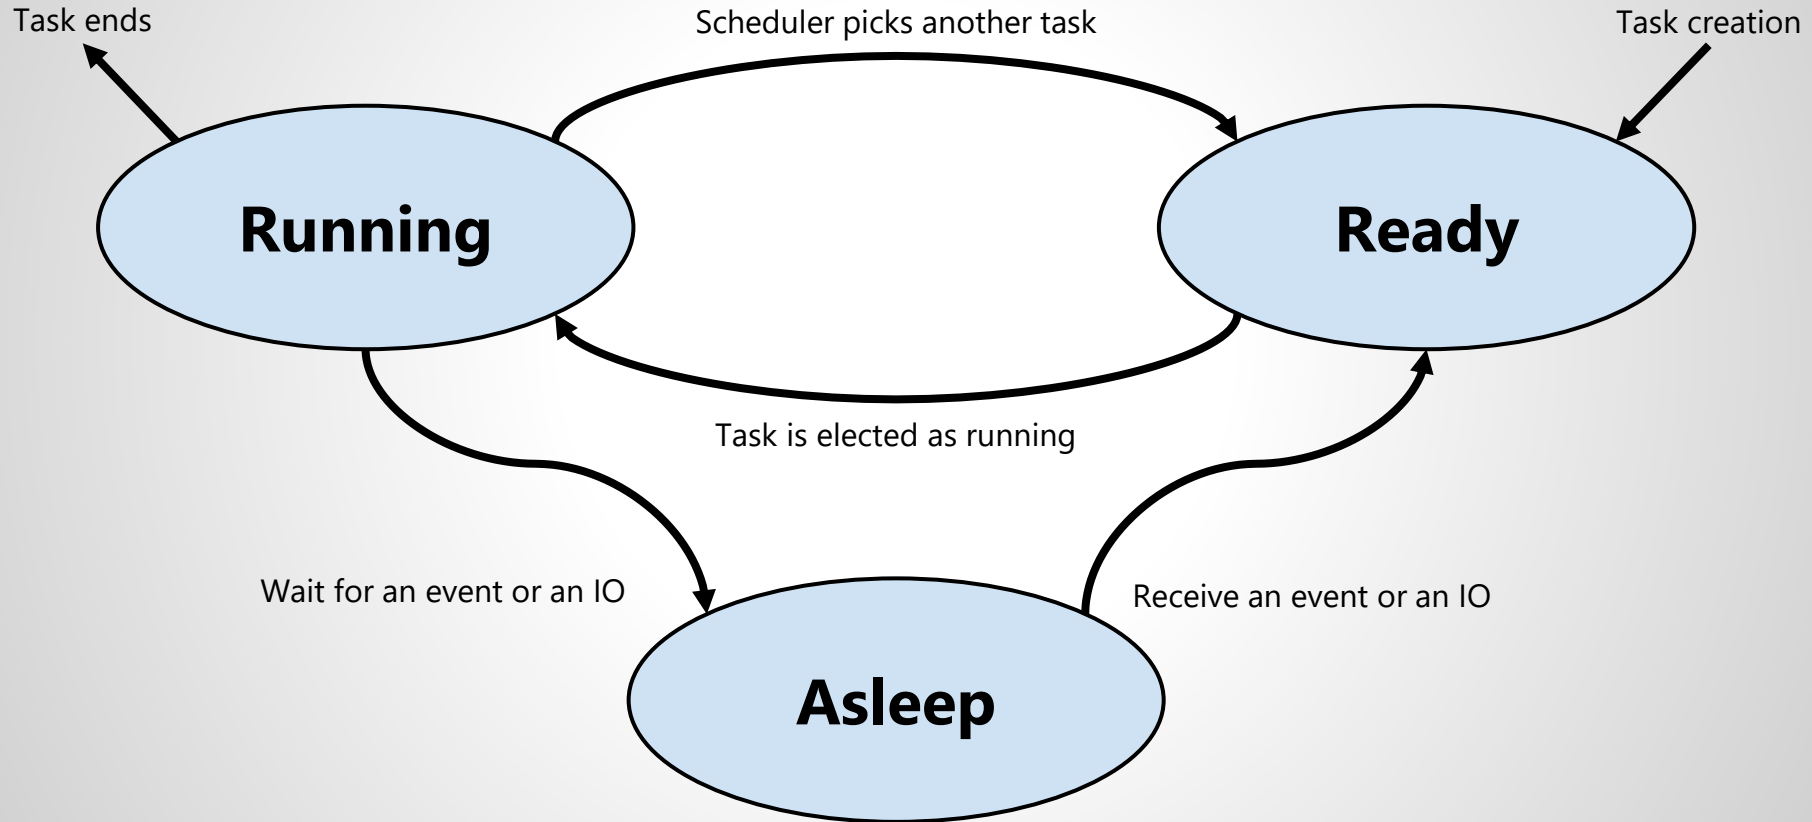 Task ends
Scheduler picks another task
Task creation
Running
Ready
Task is elected as running
Wait for an event or an IO
Receive an event or an IO
Asleep